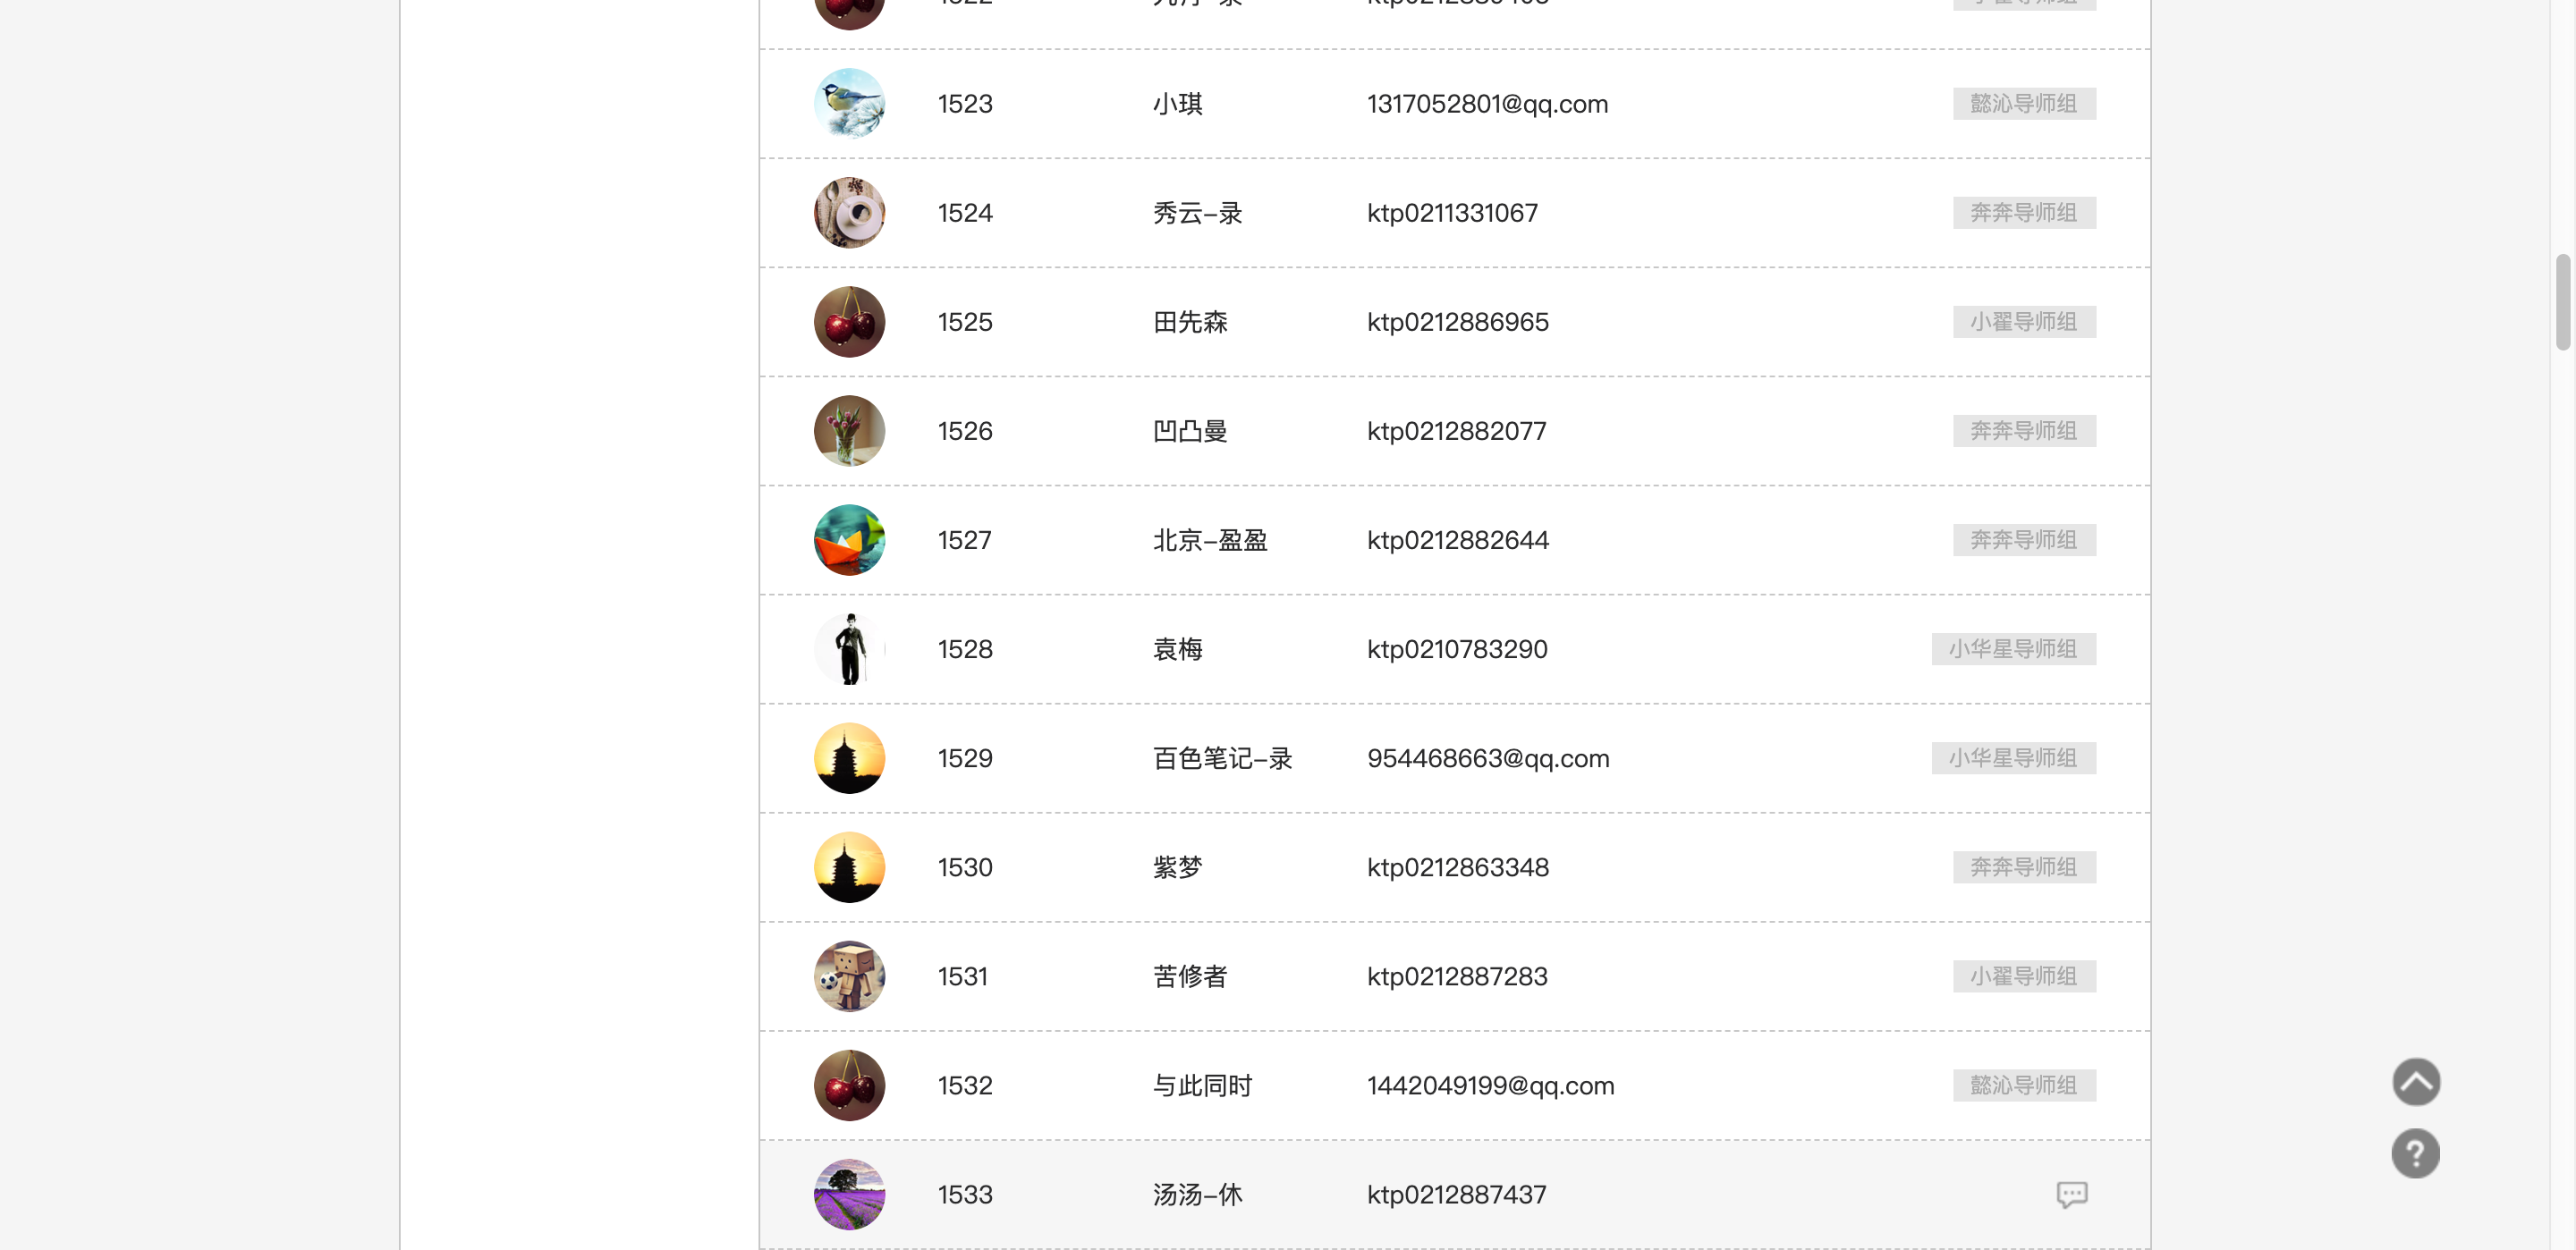 1523 小琪 1317052801@qq.com 懿沁导师组
1524 秀云-录 ktp0211331067 奔奔导师组
1525 田先森 ktp0212886965 小翟导师组
1526 凹凸曼 ktp0212882077 奔奔导师组
1527 北京-盈盈 ktp0212882644 奔奔导师组
1528 袁梅 ktp0210783290 小华星导师组
1529 百色笔记-录 954468663@qq.com 小华星导师组
1530 紫梦 ktp0212863348 奔奔导师组
1531 苦修者 ktp0212887283 小翟导师组
1532 与此同时 1442049199@qq.com 懿沁导师组
1533 汤汤-休 ktp0212887437